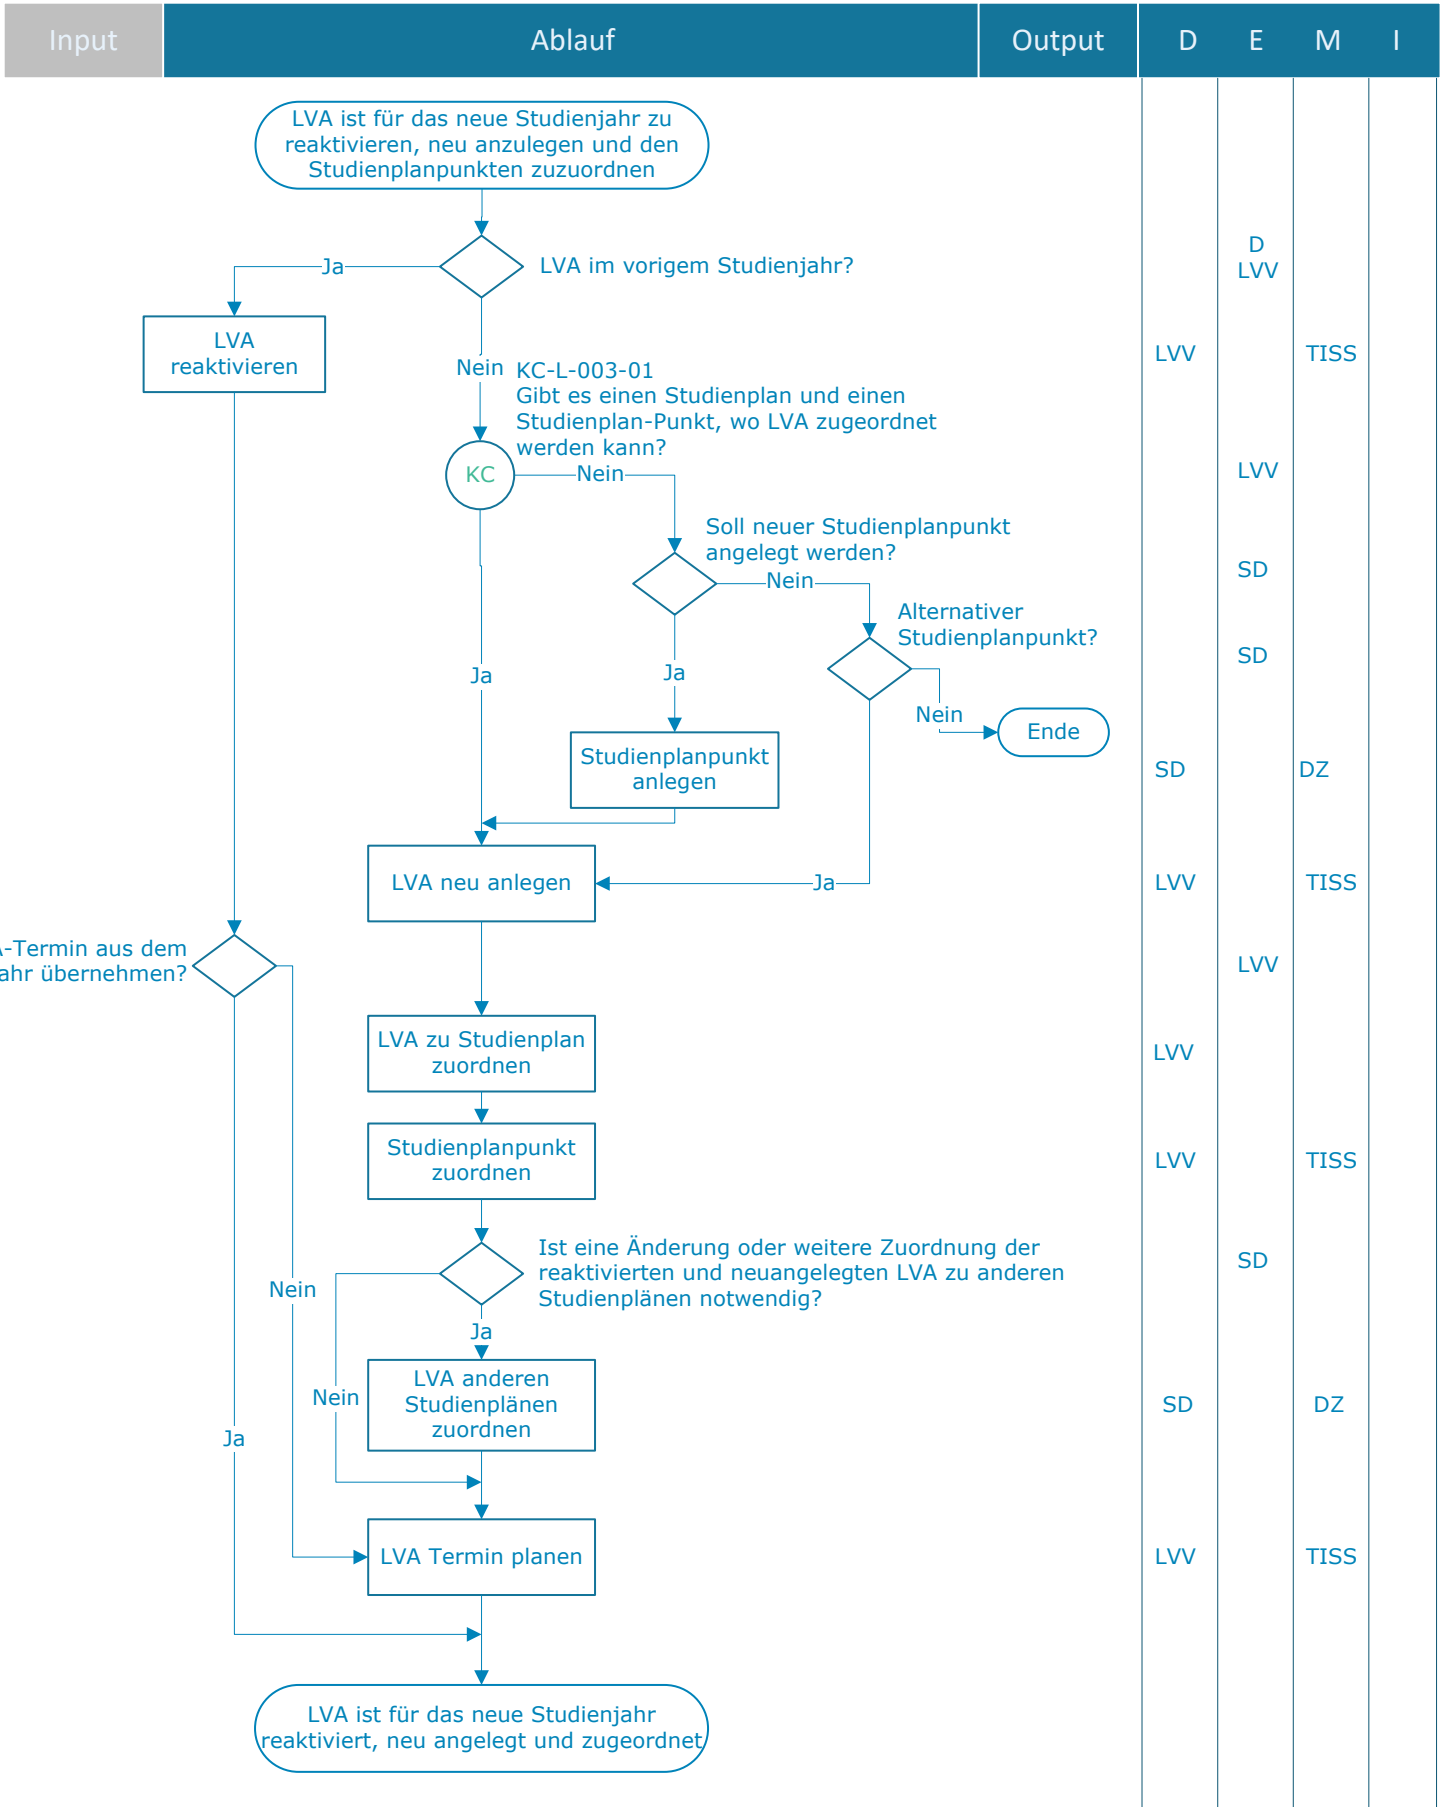 Input Ablauf Output D E M I
LVA ist für das neue Studienjahr zu
reaktivieren, neu anzulegen und den
Studienplanpunkten zuzuordnen
Ja
LVA im vorigem Studienjahr?
D
LVV
LVA
reaktivieren
LVV
TISS
Nein
KC-L-003-01
Gibt es einen Studienplan und einen
Studienplan-Punkt, wo LVA zugeordnet
werden kann?
KC
Nein
LVV
Soll neuer Studienplanpunkt
angelegt werden?
Nein
SD
Alternativer
Studienplanpunkt?
SD
Ja
Ja
Nein
Ende
Studienplanpunkt
anlegen
SD
DZ
LVA neu anlegen
Ja
LVV
TISS
-Termin aus dem
übernehmen?
LVV
LVA zu Studienplan
zuordnen
LVV
Studienplanpunkt
zuordnen
LVV
TISS
Ist eine Änderung oder weitere Zuordnung der
reaktivierten und neuangelegten LVA zu anderen
Studienplänen notwendig?
SD
Nein
Ja
LVA anderen
Studienplänen
zuordnen
Nein
SD
DZ
Ja
LVA Termin planen
LVV
TISS
LVA ist für das neue Studienjahr
reaktiviert, neu angelegt und zugeordnet